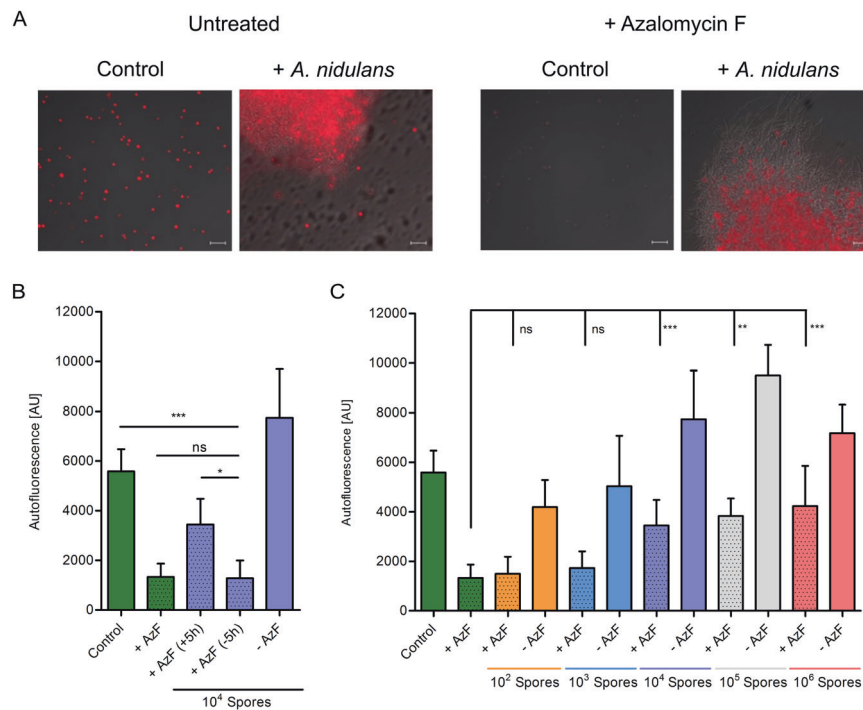 A
Untreated
+ Azalomycin F
Control
+ A. nidulans
Control
+ A. nidulans
B
12000
10000
8000
6000
4000
2000
0
Autofluorescence [AU]
***
ns
*
Control
+ AzF
+ AzF (+5h)
+ AzF (-5h)
- AzF
10⁴ Spores
C
12000
10000
8000
6000
4000
2000
0
Autofluorescence [AU]
ns
ns
***
**
***
Control
+ AzF
+ AzF
- AzF
+ AzF
- AzF
+ AzF
- AzF
+ AzF
- AzF
+ AzF
- AzF
10² Spores
10³ Spores
10⁴ Spores
10⁵ Spores
10⁶ Spores